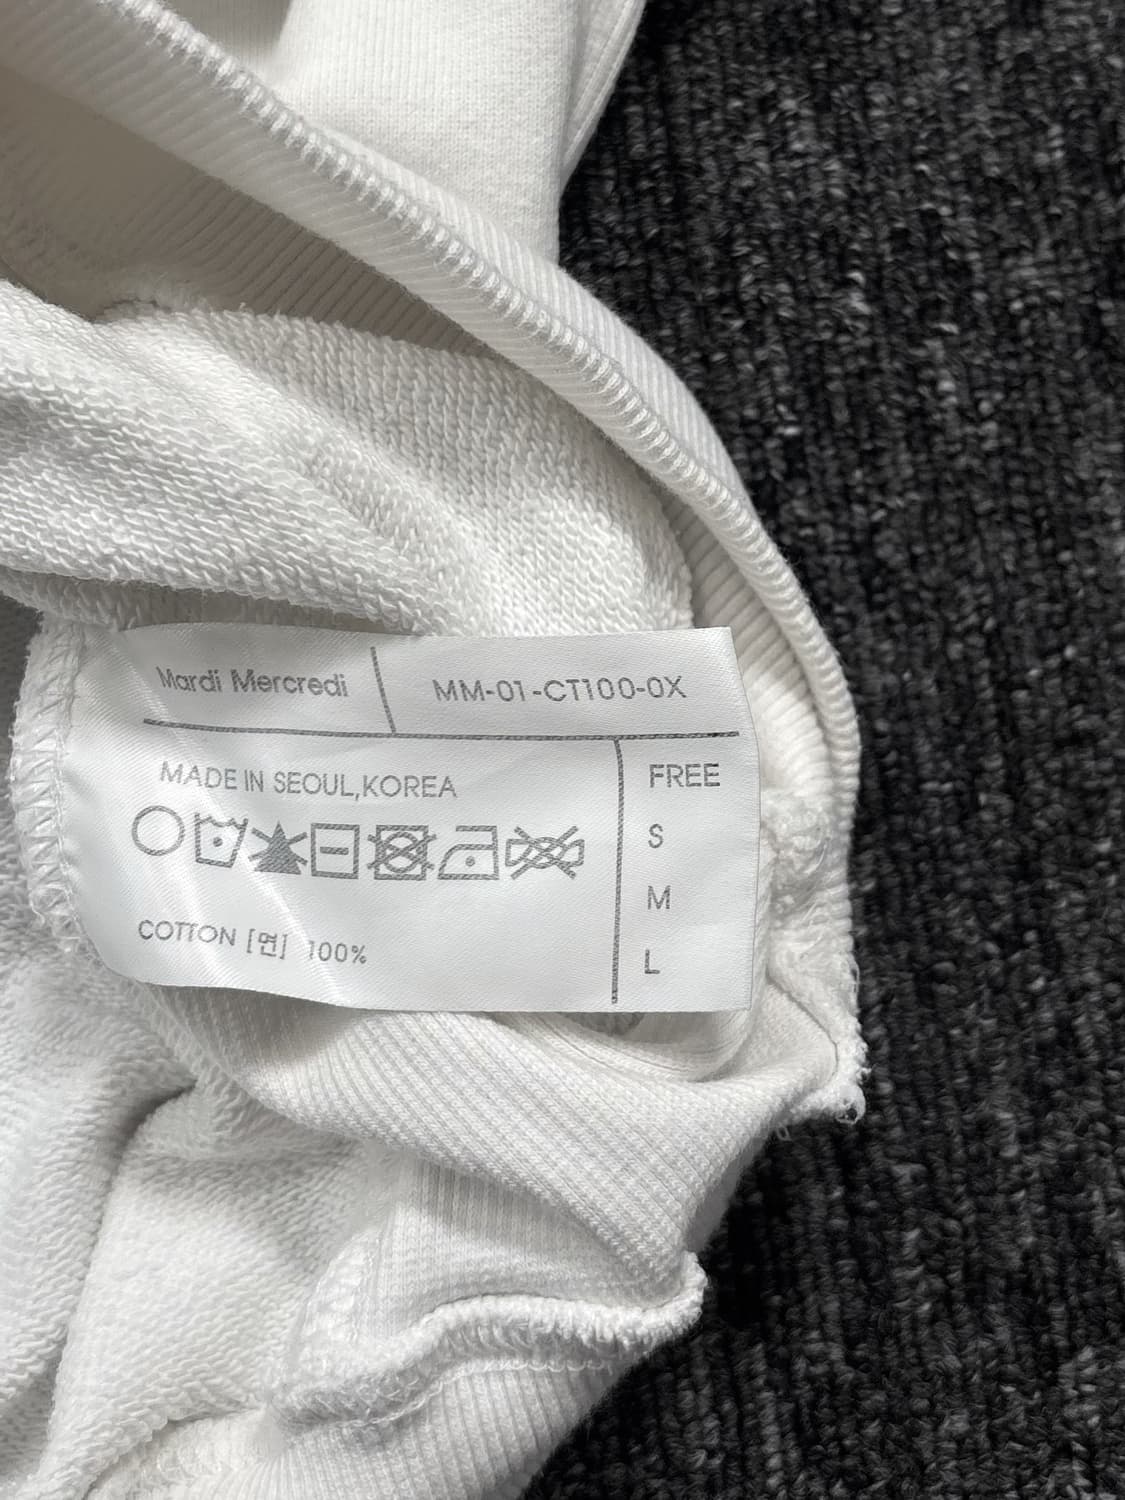 Mardi Mercredi
MM-01-CT100-0X
MADE IN SEOUL,KOREA
COTTON [면] 100%
FREE
S
M
L